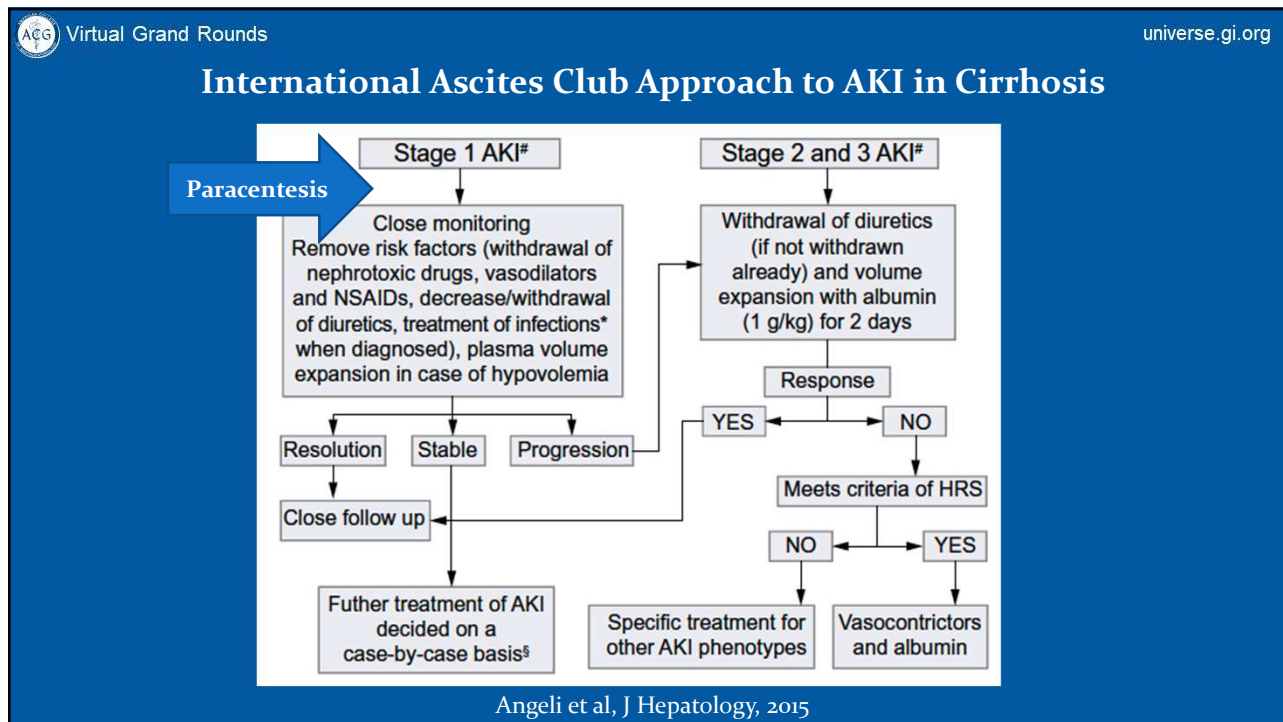 ACG
Virtual Grand Rounds
universe.gi.org
International Ascites Club Approach to AKI in Cirrhosis
Paracentesis
Stage 1 AKI#
Close monitoring
Remove risk factors (withdrawal of
nephrotoxic drugs, vasodilators
and NSAIDs, decrease/withdrawal
of diuretics, treatment of infections*
when diagnosed), plasma volume
expansion in case of hypovolemia
Resolution
Stable
Progression
Close follow up
Futher treatment of AKI
decided on a
case-by-case basis§
Stage 2 and 3 AKI#
Withdrawal of diuretics
(if not withdrawn
already) and volume
expansion with albumin
(1 g/kg) for 2 days
Response
YES
NO
Meets criteria of HRS
NO
YES
Specific treatment for
other AKI phenotypes
Vasocontrictors
and albumin
Angeli et al, J Hepatology, 2015